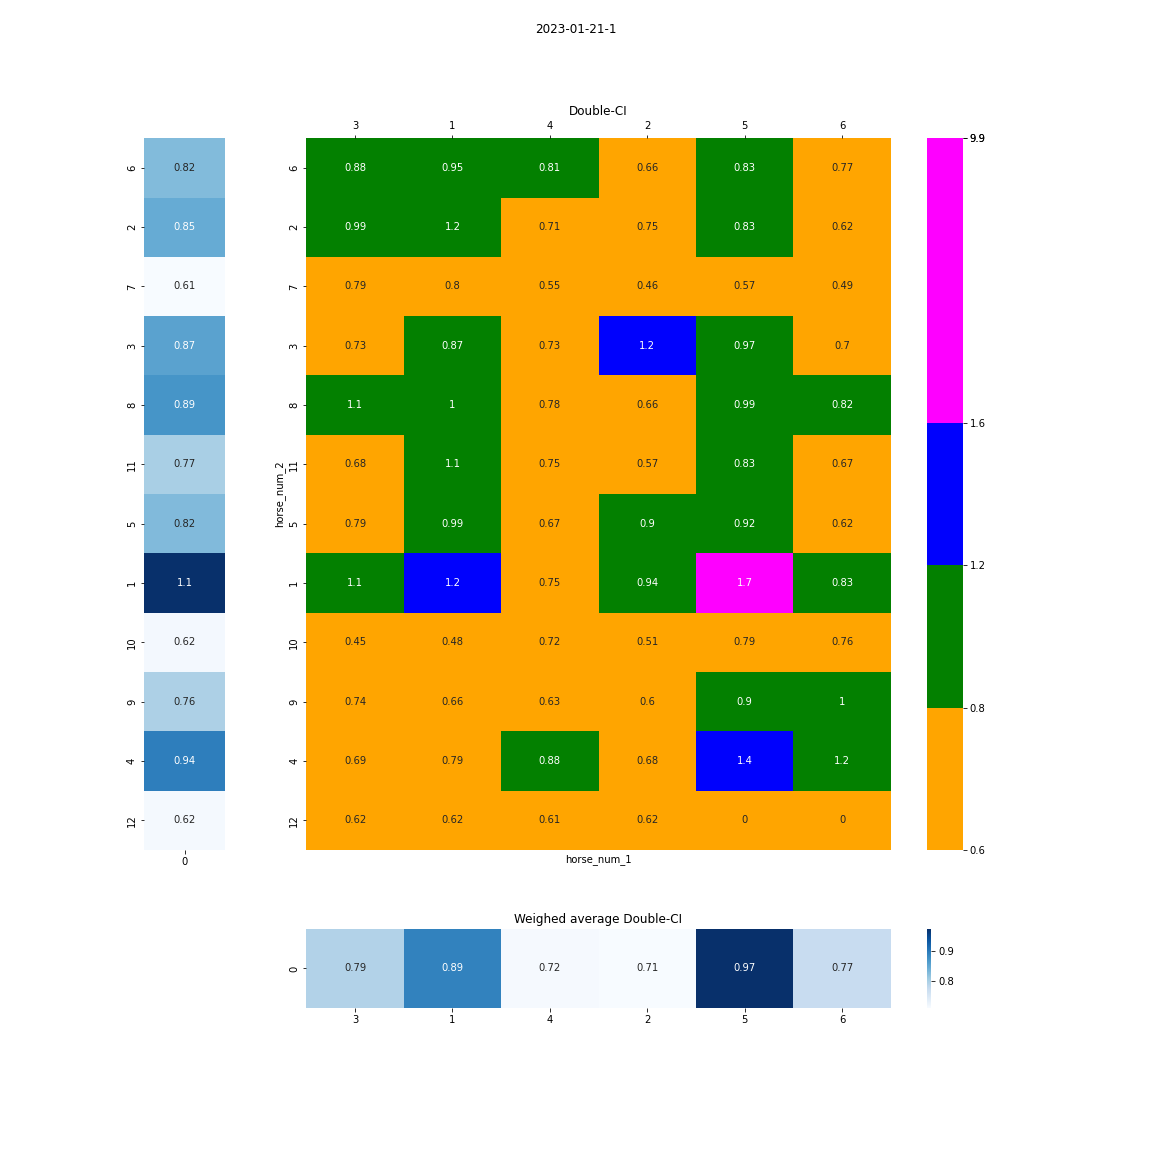 2023-01-21-1
Double-CI
3 1 4 2 5 6
9.9
6 0.82 6 0.88 0.95 0.81 0.66 0.83 0.77
2 0.85 2 0.99 1.2 0.71 0.75 0.83 0.62
7 0.61 7 0.79 0.8 0.55 0.46 0.57 0.49
3 0.87 3 0.73 0.87 0.73 1.2 0.97 0.7
8 0.89 8 1.1 1 0.78 0.66 0.99 0.82
1.6
11 0.77 11 0.68 1.1 0.75 0.57 0.83 0.67
horse_num_2
5 0.82 5 0.79 0.99 0.67 0.9 0.92 0.62
1.2
1 1.1 1 1.1 1.2 0.75 0.94 1.7 0.83
10 0.62 10 0.45 0.48 0.72 0.51 0.79 0.76
9 0.76 9 0.74 0.66 0.63 0.6 0.9 1
0.8
4 0.94 4 0.69 0.79 0.88 0.68 1.4 1.2
12 0.62 12 0.62 0.62 0.61 0.62 0 0
0.6
0
horse_num_1
Weighed average Double-CI
0.9
0 0.79 0.89 0.72 0.71 0.97 0.77
0.8
3 1 4 2 5 6